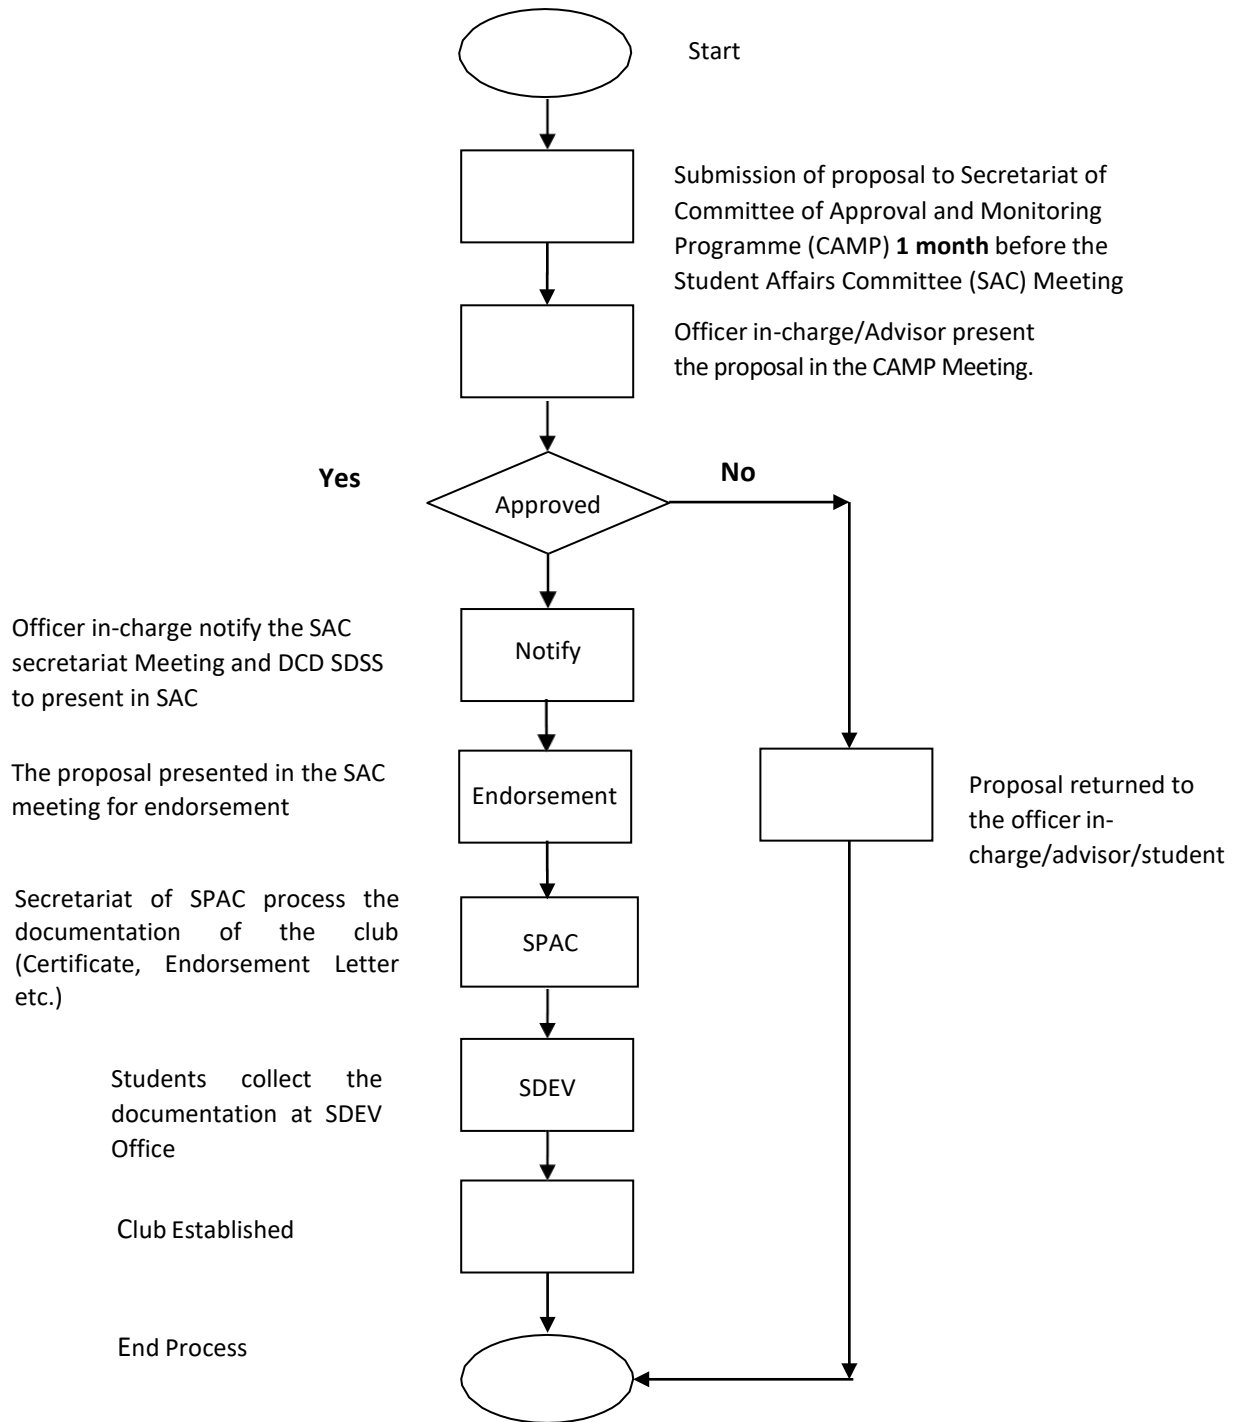 Start
Submission of proposal to Secretariat of
Committee of Approval and Monitoring
Programme (CAMP) 1 month before the
Student Affairs Committee (SAC) Meeting
Officer in-charge/Advisor present
the proposal in the CAMP Meeting.
Yes
No
Approved
Officer in-charge notify the SAC
secretariat Meeting and DCD SDSS
to present in SAC
Notify
The proposal presented in the SAC
meeting for endorsement
Endorsement
Proposal returned to
the officer in-
charge/advisor/student
Secretariat of SPAC process the
documentation of the club
(Certificate, Endorsement Letter
etc.)
SPAC
Students collect the
documentation at SDEV
Office
SDEV
Club Established
End Process